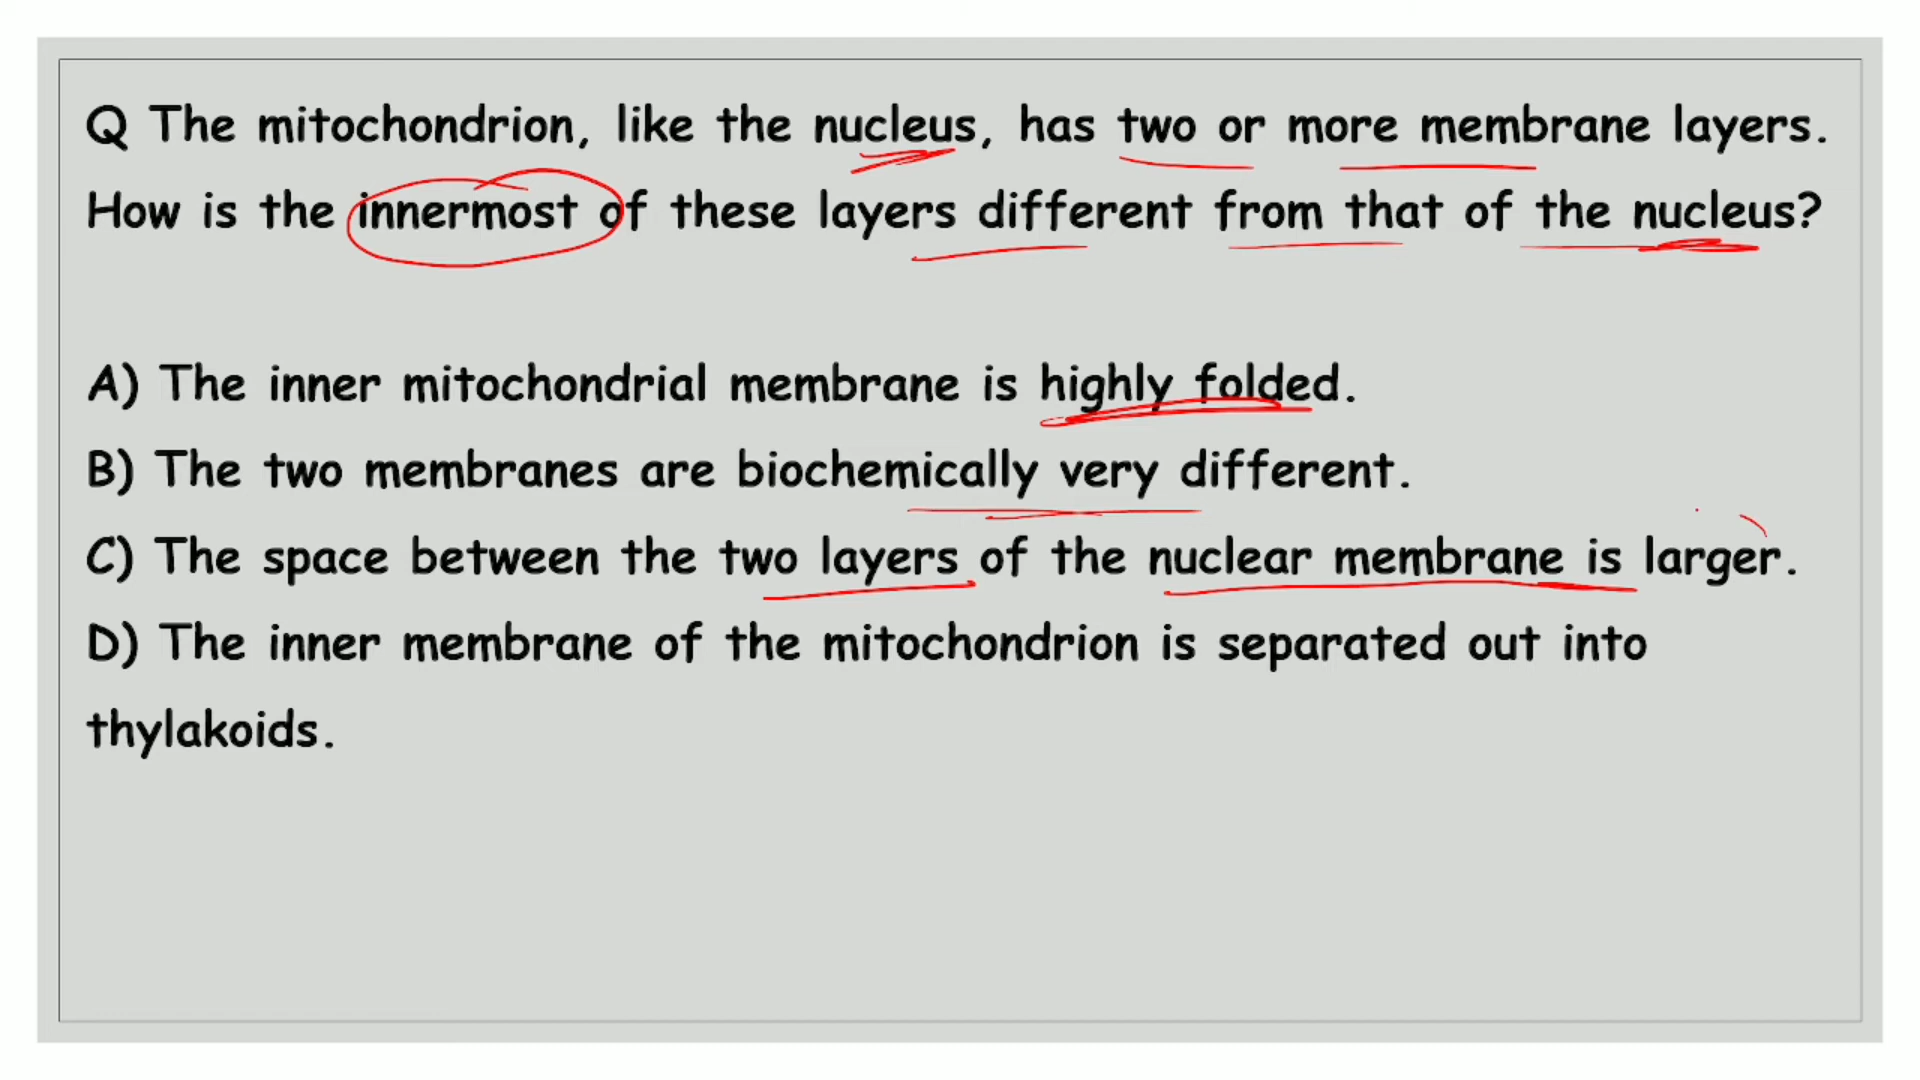 Q The mitochondrion, like the nucleus, has two or more membrane layers.
How is the innermost of these layers different from that of the nucleus?
A) The inner mitochondrial membrane is highly folded.
B) The two membranes are biochemically very different.
C) The space between the two layers of the nuclear membrane is larger.
D) The inner membrane of the mitochondrion is separated out into
thylakoids.